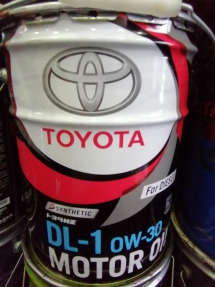 TOYOTA
For DIESEL
SYNTHETIC
DL-1 0W-30
MOTOR OIL